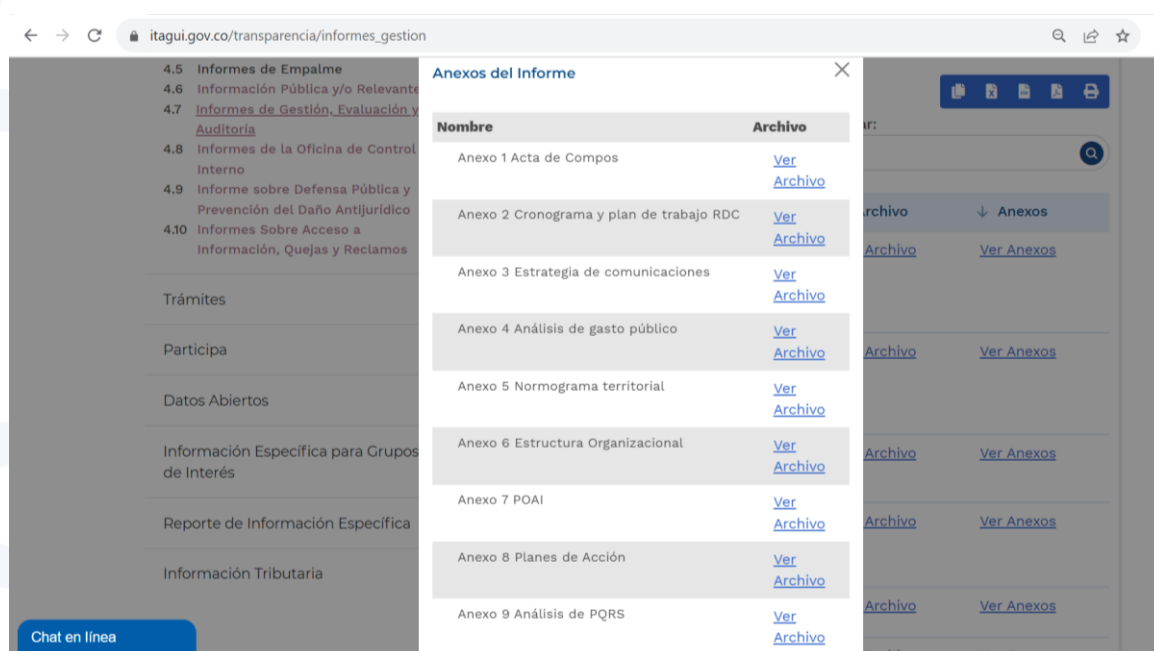 itagui.gov.co/transparencia/informes_gestion
4.5 Informes de Empalme
4.6 Información Pública y/o Relevante
4.7 Informes de Gestión, Evaluación y
Auditoría
4.8 Informes de la Oficina de Control
Interno
4.9 Informe sobre Defensa Pública y
Prevención del Daño Antijurídico
4.10 Informes Sobre Acceso a
Información, Quejas y Reclamos
Trámites
Participa
Datos Abiertos
Información Específica para Grupos
de Interés
Reporte de Información Específica
Información Tributaria
Chat en línea
Anexos del Informe
Nombre Archivo
Anexo 1 Acta de Compos Ver
Archivo
Anexo 2 Cronograma y plan de trabajo RDC Ver
Archivo
Anexo 3 Estrategia de comunicaciones Ver
Archivo
Anexo 4 Análisis de gasto público Ver
Archivo
Anexo 5 Normograma territorial Ver
Archivo
Anexo 6 Estructura Organizacional Ver
Archivo
Anexo 7 POAI Ver
Archivo
Anexo 8 Planes de Acción Ver
Archivo
Anexo 9 Análisis de PQRS Ver
Archivo
ar:
rchivo ↓ Anexos
Archivo Ver Anexos
Archivo Ver Anexos
Archivo Ver Anexos
Archivo Ver Anexos
Archivo Ver Anexos